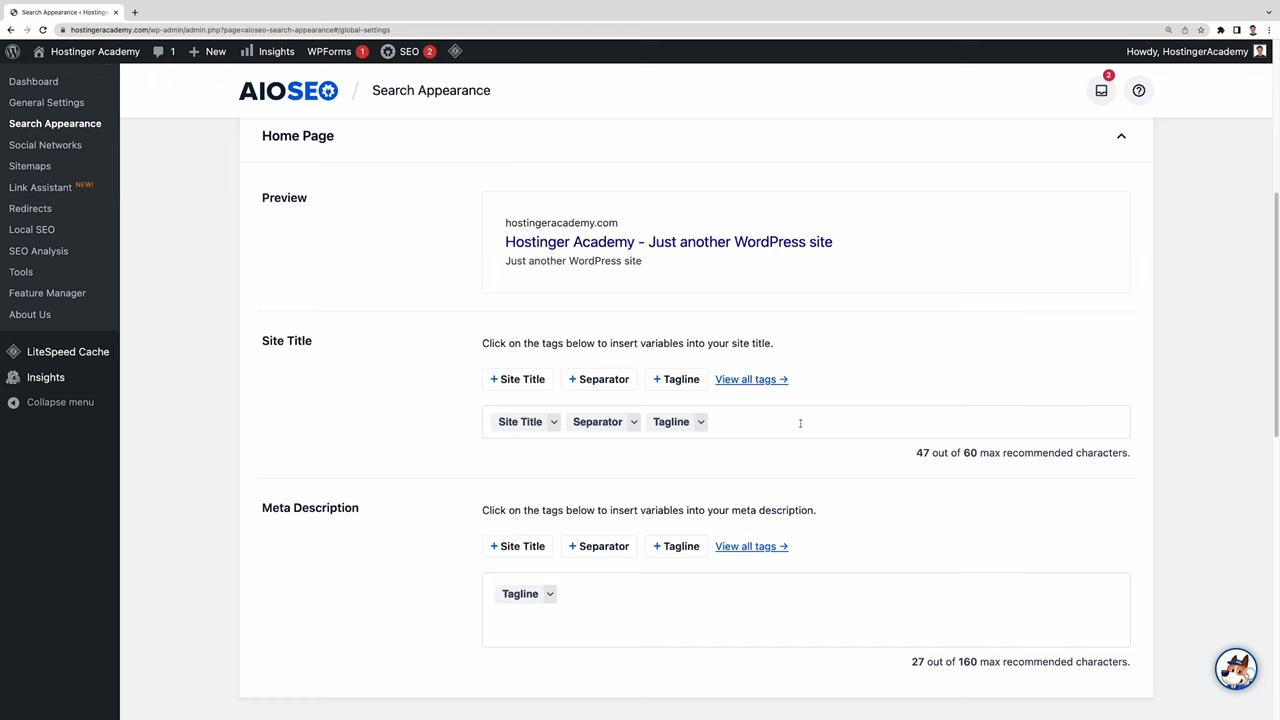 Search Appearance ‹ Hosting
hostingeracademy.com/wp-admin/admin.php?page=aioseo-search-appearance#/global-settings
Hostinger Academy 1 New Insights WPForms 1 SEO 2 Howdy, HostingerAcademy
Dashboard
General Settings
Search Appearance
Social Networks
Sitemaps
Link Assistant NEW!
Redirects
Local SEO
SEO Analysis
Tools
Feature Manager
About Us
LiteSpeed Cache
Insights
Collapse menu
AIOSEO / Search Appearance 2
Home Page
Preview
hostingeracademy.com
Hostinger Academy - Just another WordPress site
Just another WordPress site
Site Title
Click on the tags below to insert variables into your site title.
+ Site Title + Separator + Tagline View all tags →
Site Title Separator Tagline
47 out of 60 max recommended characters.
Meta Description
Click on the tags below to insert variables into your meta description.
+ Site Title + Separator + Tagline View all tags →
Tagline
27 out of 160 max recommended characters.